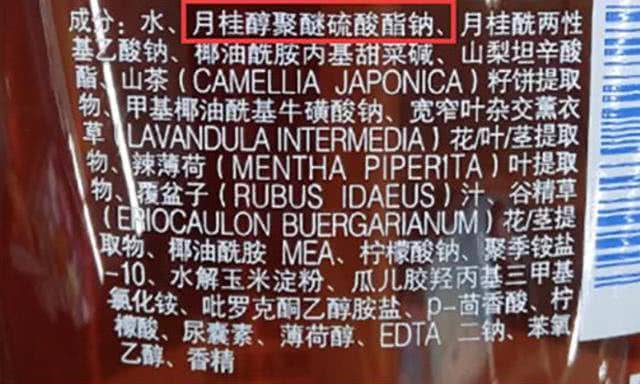 成分：水、月桂醇聚醚硫酸酯钠、月桂酰两性
基乙酸钠、椰油酰胺丙基甜菜碱、山梨坦辛酸
酯、山茶（CAMELLIA JAPONICA）籽饼提取
物、甲基椰油酰基牛磺酸钠、宽窄叶杂交薰衣
草（LAVANDULA INTERMEDIA）花/叶/茎提取
物、辣薄荷（MENTHA PIPERITA）叶提取
物、覆盆子（RUBUS IDAEUS）汁、谷精草
（ERIOCAULON BUERGERIANUM）花/茎提
取物、椰油酰胺 MEA、柠檬酸钠、聚季铵盐
-10、水解玉米淀粉、瓜儿胶羟丙基三甲基
氯化铵、吡罗克酮乙醇胺盐、p-茴香酸、柠
檬酸、尿囊素、薄荷醇、EDTA 二钠、苯氧
乙醇、香精